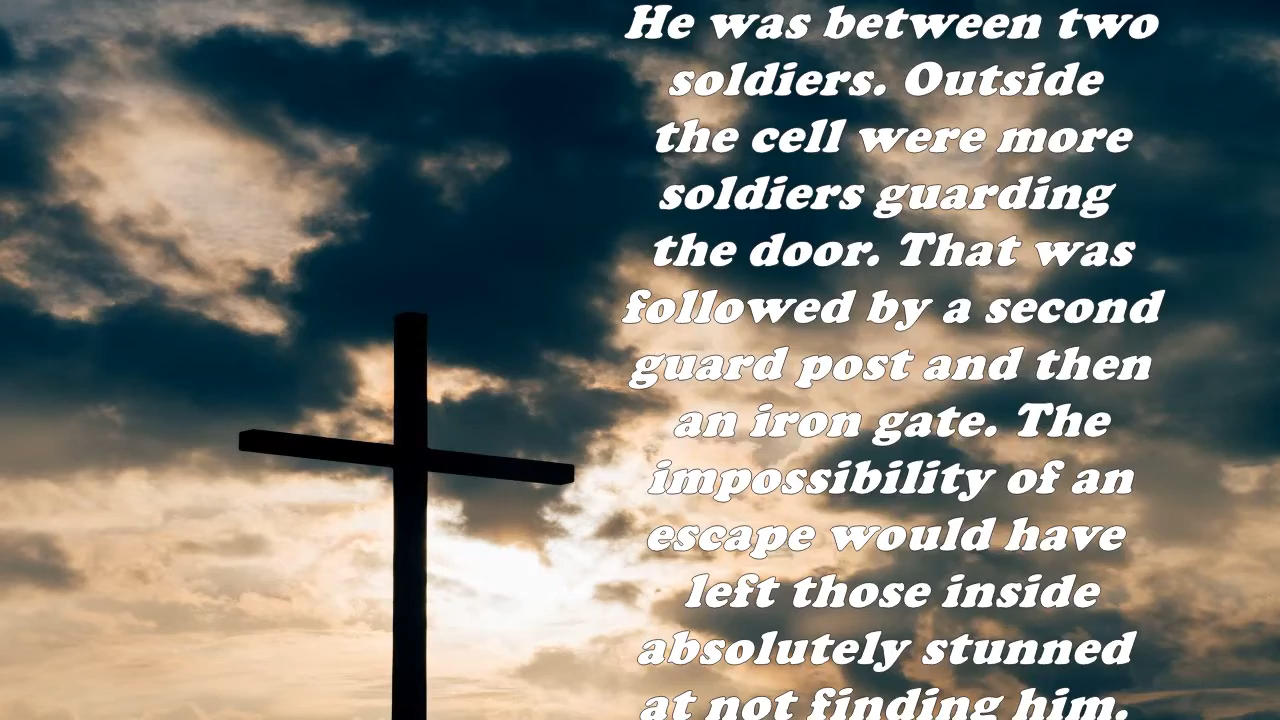 He was between two
soldiers. Outside
the cell were more
soldiers guarding
the door. That was
followed by a second
guard post and then
an iron gate. The
impossibility of an
escape would have
left those inside
absolutely stunned
at not finding him.